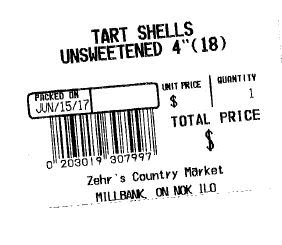 TART SHELLS
UNSWEETENED 4"(18)
PACKED ON
JUN/15/17
UNIT PRICE
$
QUANTITY
1
TOTAL PRICE
$
0 203019 307997
Zehr's Country Market
MILLBANK, ON NOK 1L0